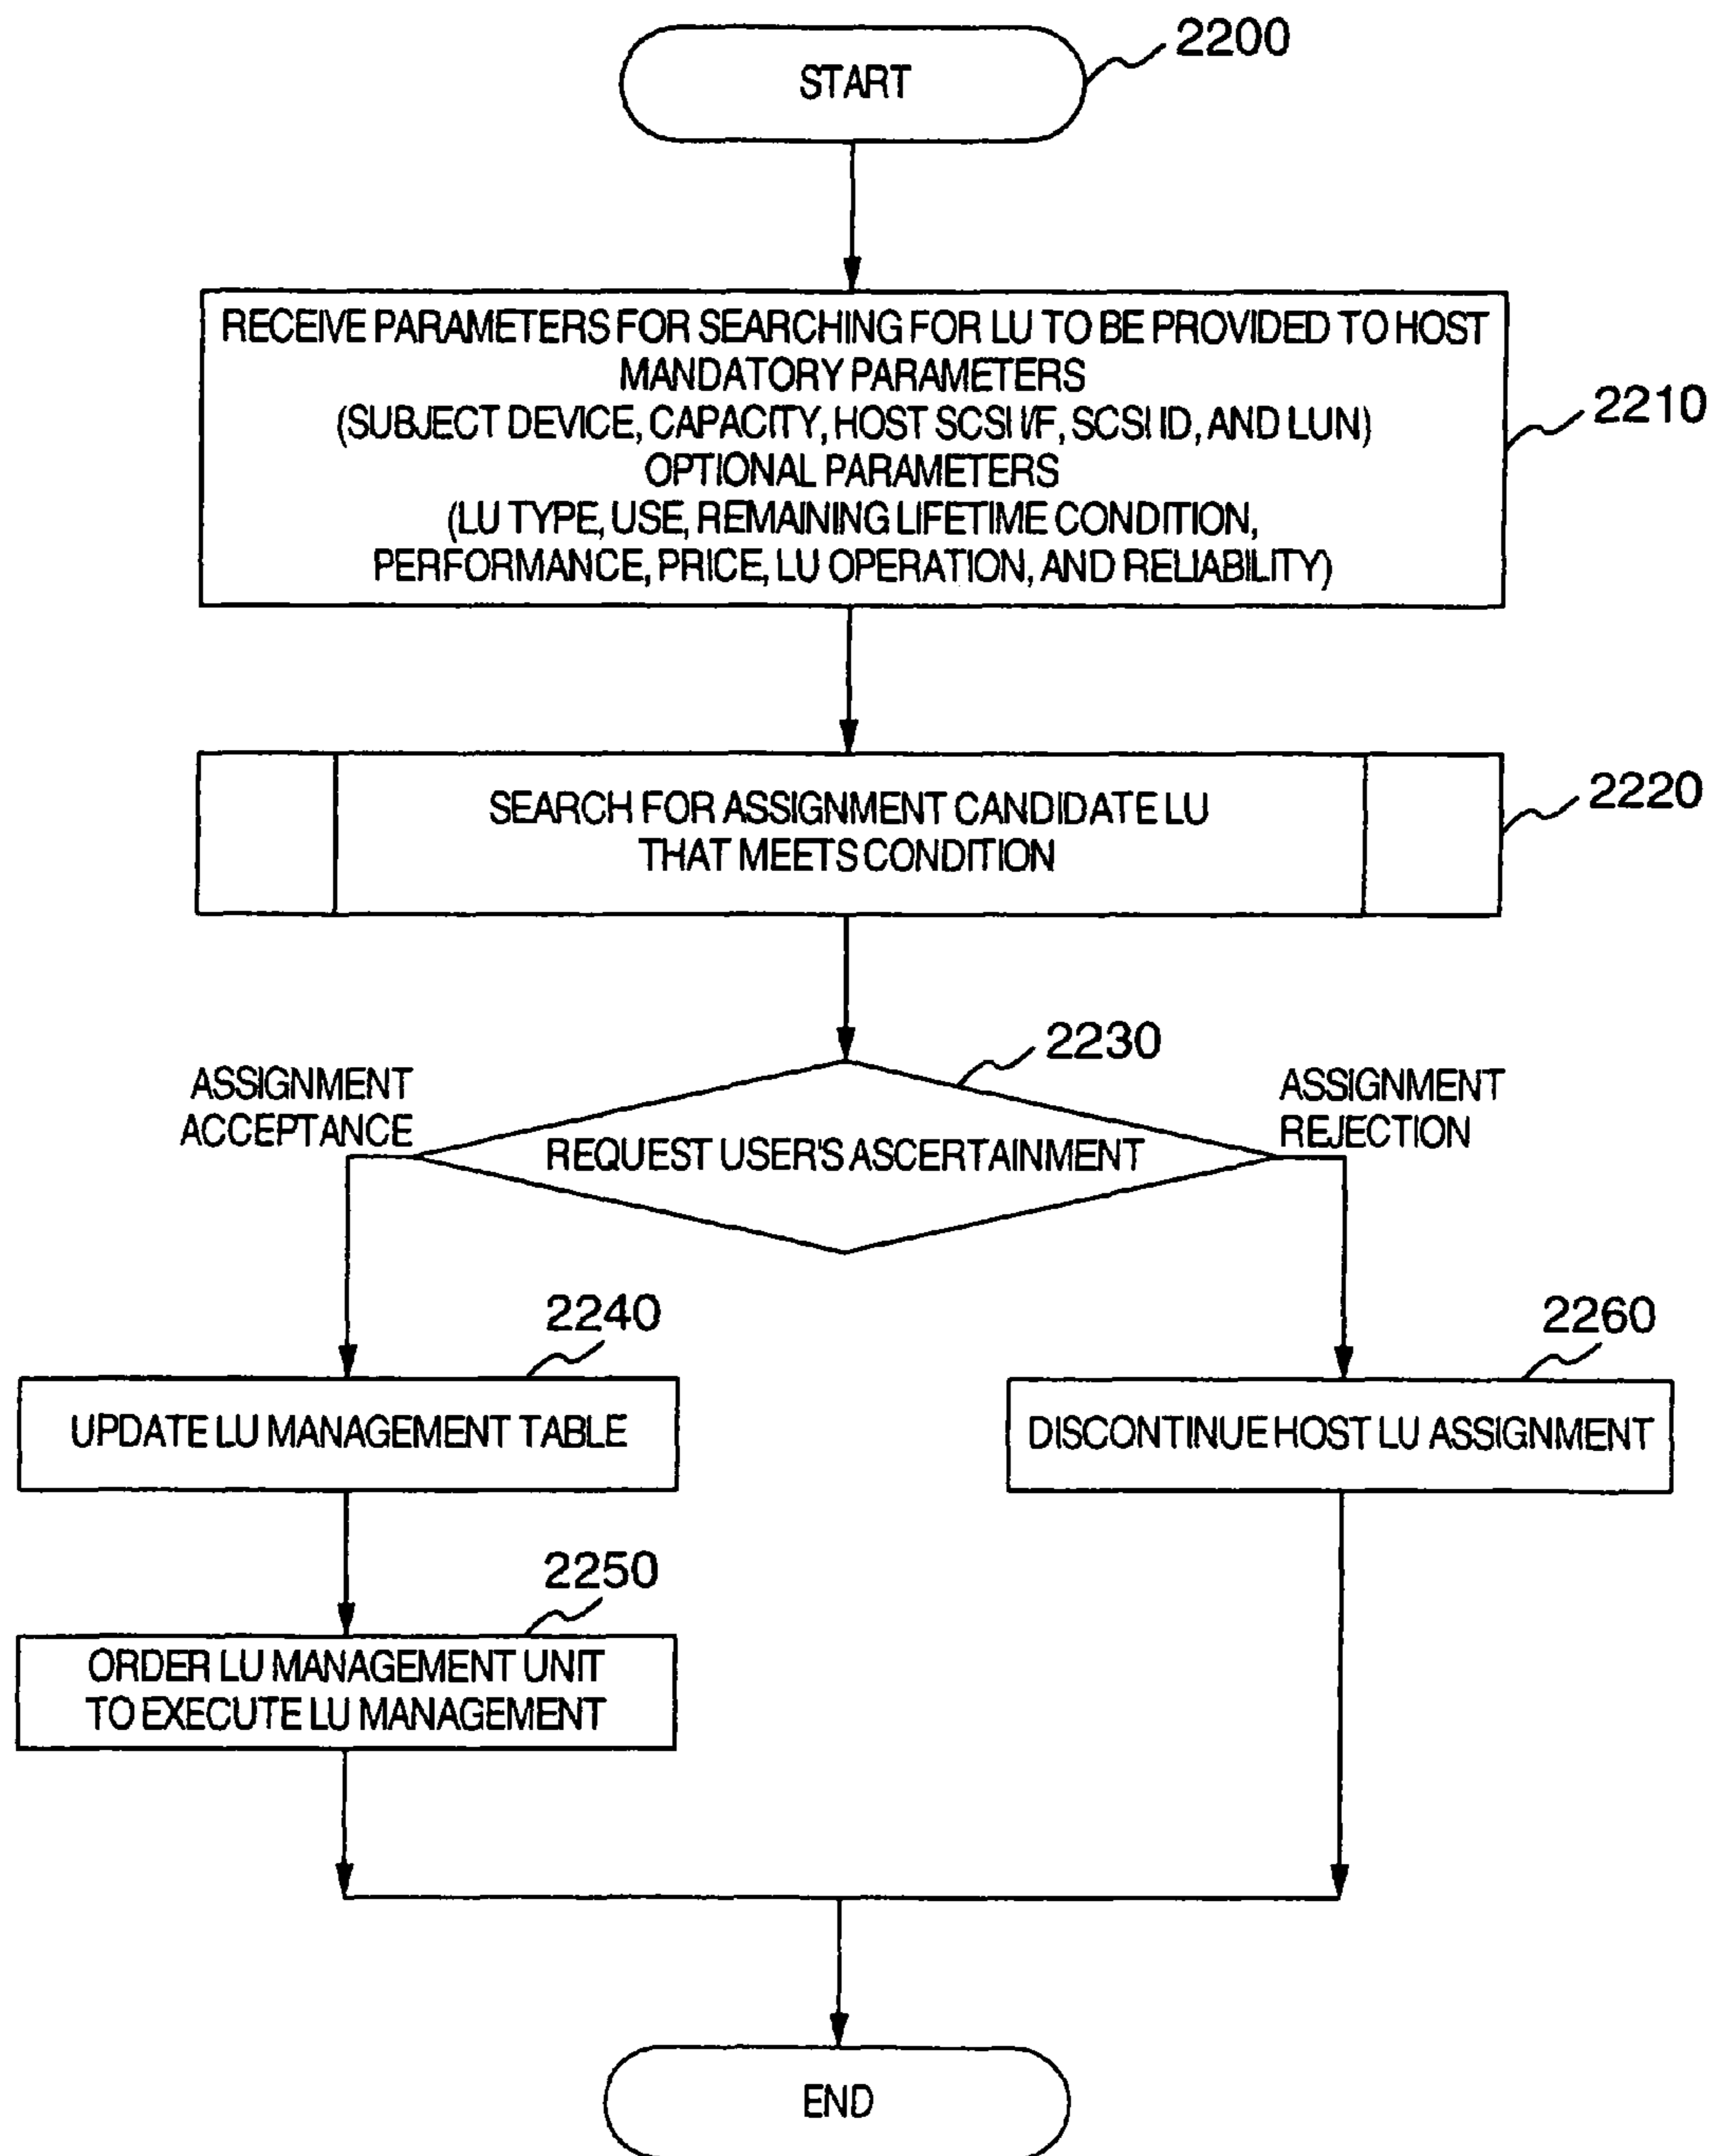 START
2200
RECEIVE PARAMETERS FOR SEARCHING FOR LU TO BE PROVIDED TO HOST
MANDATORY PARAMETERS
(SUBJECT DEVICE, CAPACITY, HOST SCSI I/F, SCSI ID, AND LUN)
OPTIONAL PARAMETERS
(LU TYPE, USE, REMAINING LIFETIME CONDITION,
PERFORMANCE, PRICE, LU OPERATION, AND RELIABILITY)
2210
SEARCH FOR ASSIGNMENT CANDIDATE LU
THAT MEETS CONDITION
2220
2230
ASSIGNMENT
ACCEPTANCE
REQUEST USER'S ASCERTAINMENT
ASSIGNMENT
REJECTION
2240
UPDATE LU MANAGEMENT TABLE
2260
DISCONTINUE HOST LU ASSIGNMENT
2250
ORDER LU MANAGEMENT UNIT
TO EXECUTE LU MANAGEMENT
END